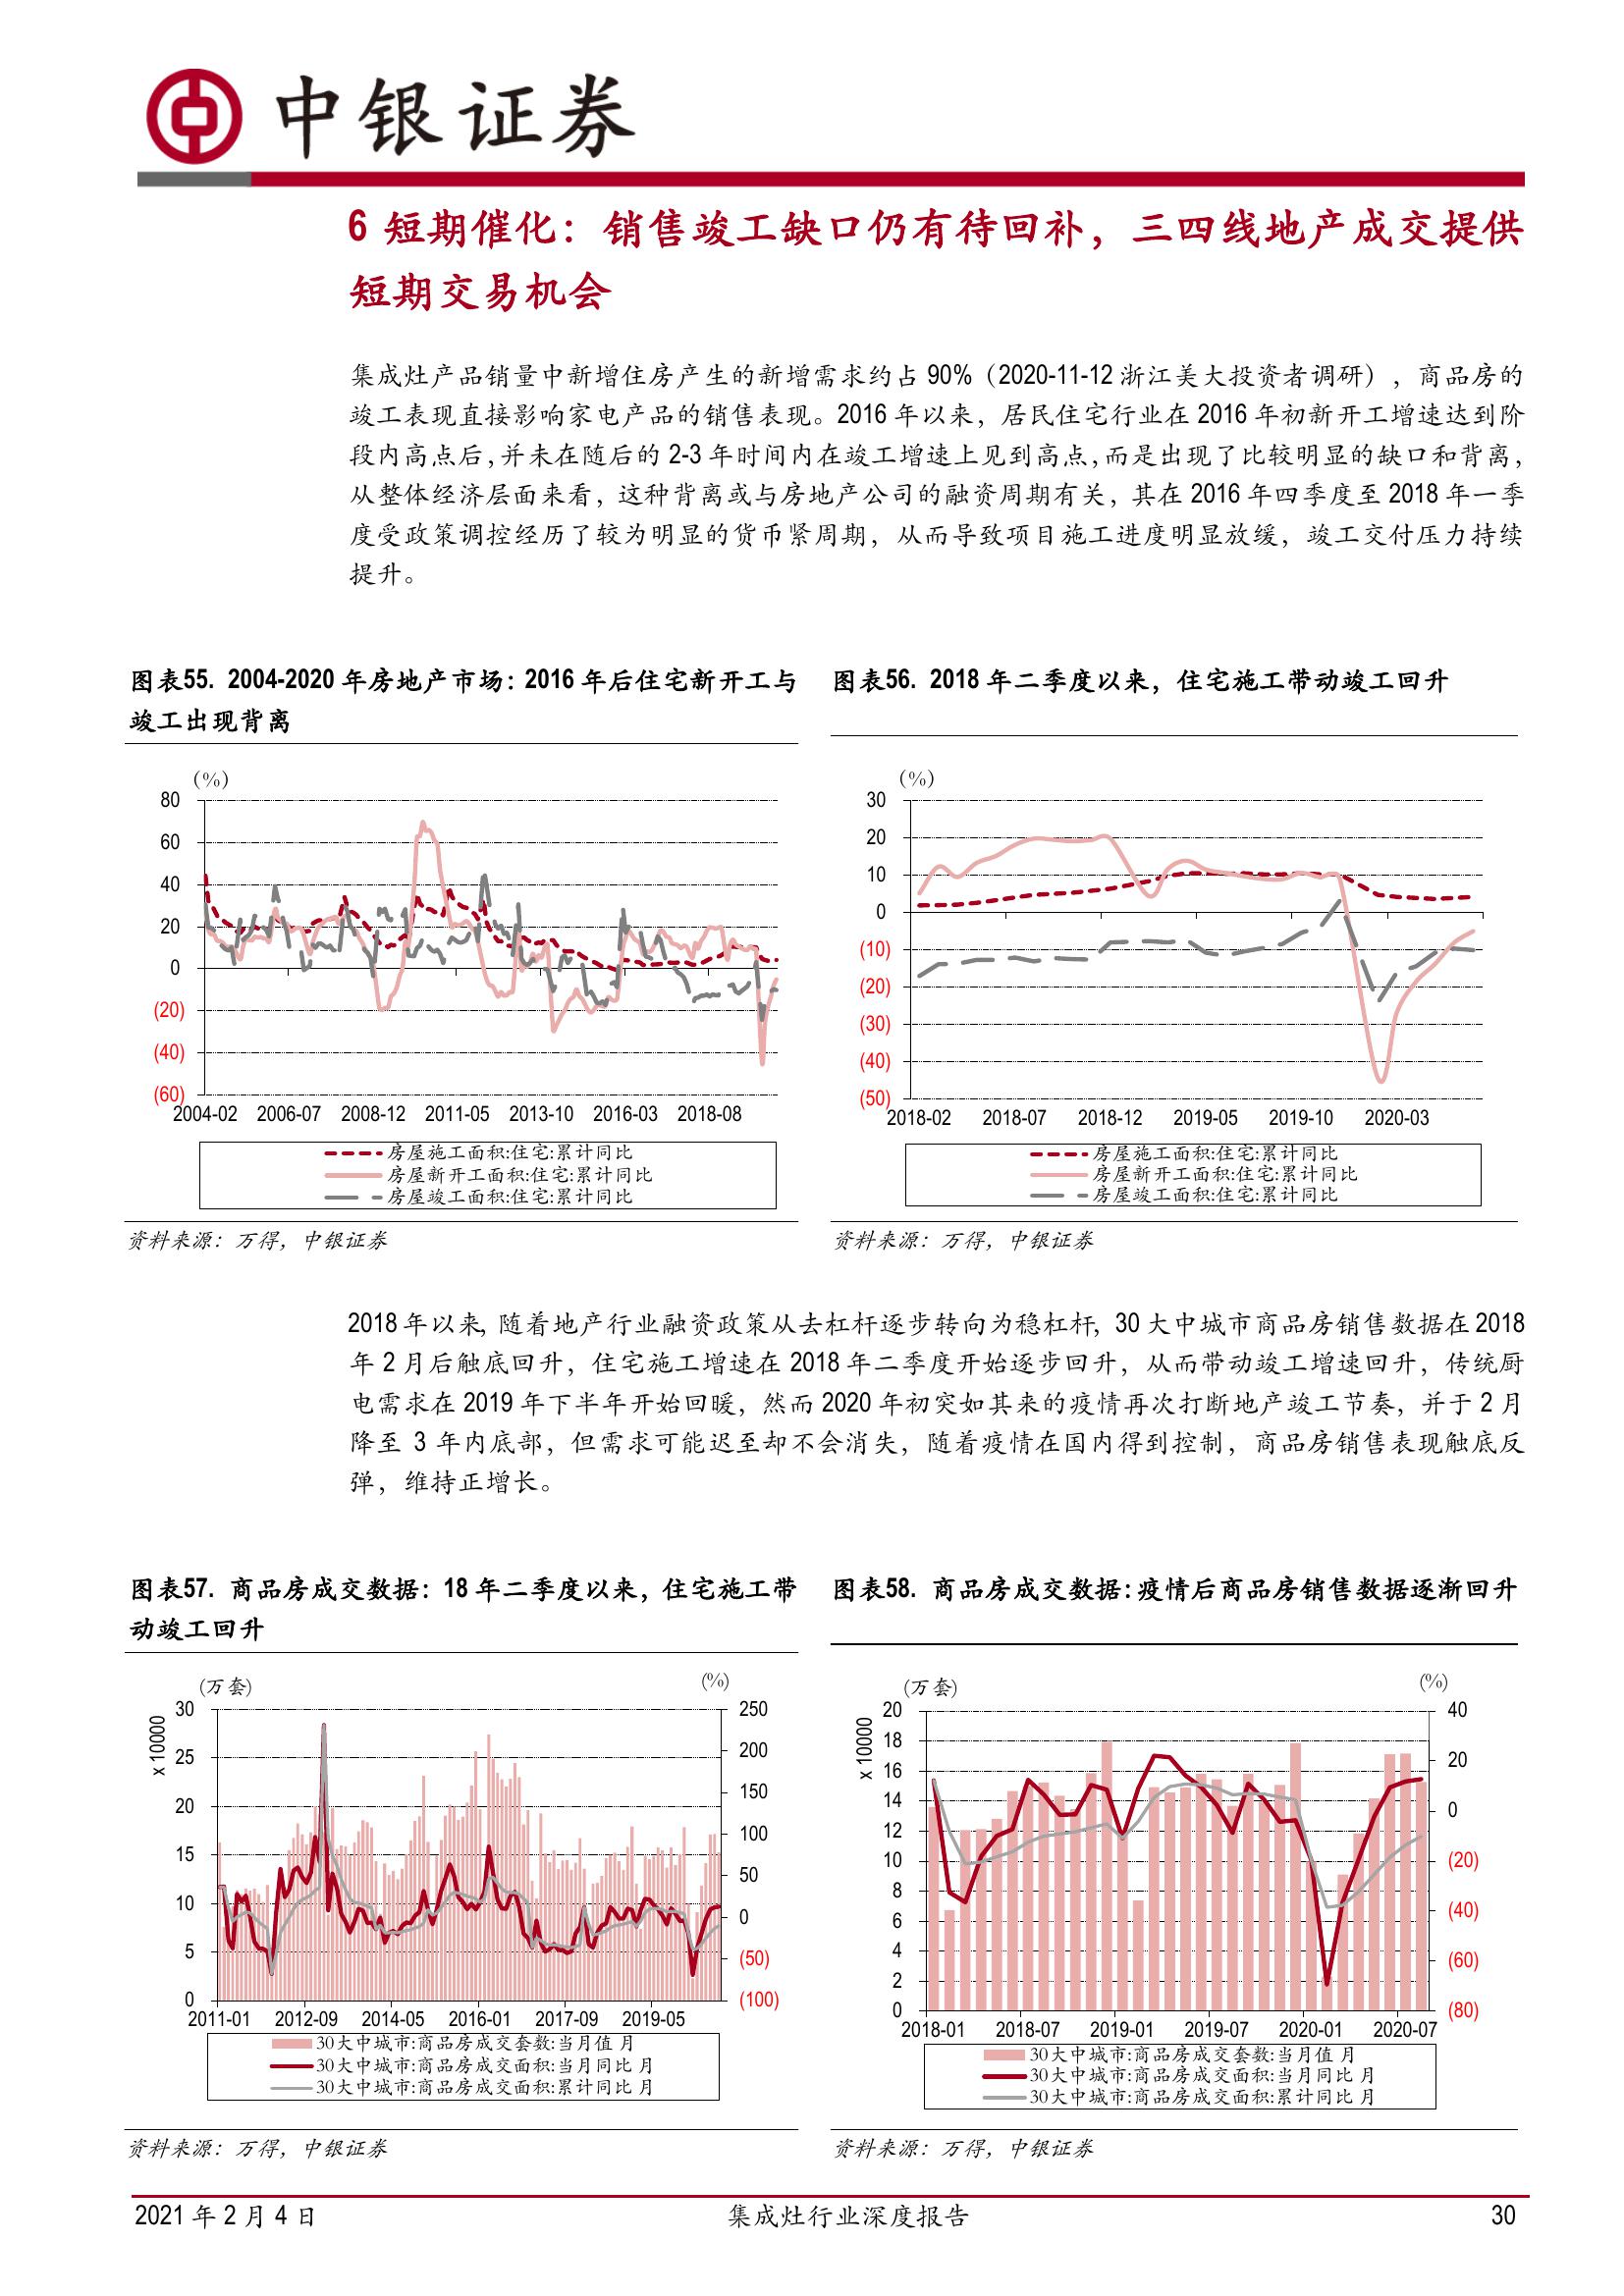 中银证券
6 短期催化：销售竣工缺口仍有待回补，三四线地产成交提供
短期交易机会
集成灶产品销量中新增住房产生的新增需求约占 90%（2020-11-12 浙江美大投资者调研），商品房的
竣工表现直接影响家电产品的销售表现。2016 年以来，居民住宅行业在 2016 年初新开工增速达到阶
段内高点后，并未在随后的 2-3 年时间内在竣工增速上见到高点，而是出现了比较明显的缺口和背离，
从整体经济层面来看，这种背离或与房地产公司的融资周期有关，其在 2016 年四季度至 2018 年一季
度受政策调控经历了较为明显的货币紧周期，从而导致项目施工进度明显放缓，竣工交付压力持续
提升。
图表55. 2004-2020 年房地产市场：2016 年后住宅新开工与
竣工出现背离
(%)
80
60
40
20
0
(20)
(40)
(60)
2004-02 2006-07 2008-12 2011-05 2013-10 2016-03 2018-08
房屋施工面积:住宅:累计同比
房屋新开工面积:住宅:累计同比
房屋竣工面积:住宅:累计同比
资料来源：万得，中银证券
图表56. 2018 年二季度以来，住宅施工带动竣工回升
(%)
30
20
10
0
(10)
(20)
(30)
(40)
(50)
2018-02 2018-07 2018-12 2019-05 2019-10 2020-03
房屋施工面积:住宅:累计同比
房屋新开工面积:住宅:累计同比
房屋竣工面积:住宅:累计同比
资料来源：万得，中银证券
2018 年以来，随着地产行业融资政策从去杠杆逐步转向为稳杠杆，30 大中城市商品房销售数据在 2018
年 2 月后触底回升，住宅施工增速在 2018 年二季度开始逐步回升，从而带动竣工增速回升，传统厨
电需求在 2019 年下半年开始回暖，然而 2020 年初突如其来的疫情再次打断地产竣工节奏，并于 2 月
降至 3 年内底部，但需求可能迟至却不会消失，随着疫情在国内得到控制，商品房销售表现触底反
弹，维持正增长。
图表57. 商品房成交数据：18 年二季度以来，住宅施工带
动竣工回升
(万套)
(%)
x 10000
30
25
20
15
10
5
0
250
200
150
100
50
0
(50)
(100)
2011-01 2012-09 2014-05 2016-01 2017-09 2019-05
30大中城市:商品房成交套数:当月值 月
30大中城市:商品房成交面积:当月同比 月
30大中城市:商品房成交面积:累计同比 月
资料来源：万得，中银证券
图表58. 商品房成交数据：疫情后商品房销售数据逐渐回升
(万套)
(%)
x 10000
20
18
16
14
12
10
8
6
4
2
0
40
20
0
(20)
(40)
(60)
(80)
2018-01 2018-07 2019-01 2019-07 2020-01 2020-07
30大中城市:商品房成交套数:当月值 月
30大中城市:商品房成交面积:当月同比 月
30大中城市:商品房成交面积:累计同比 月
资料来源：万得，中银证券
2021 年 2 月 4 日
集成灶行业深度报告
30